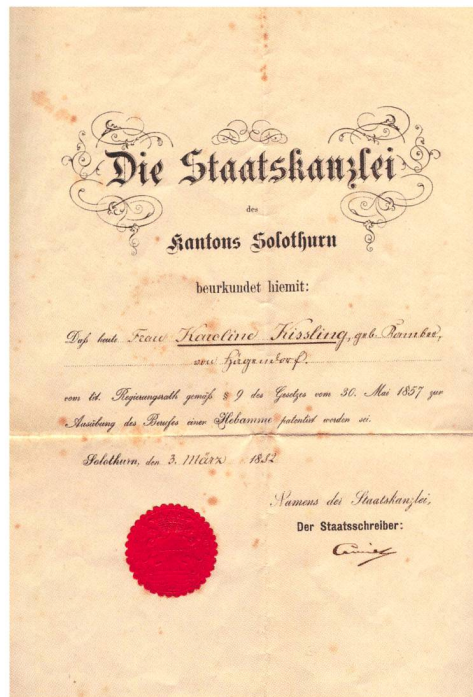 Die Staatskanzlei
des
Kantons Solothurn
beurkundet hiemit:
Daß heute Frau Karoline Kissling, geb. Kamber,
von Hägendorf.
vom tit. Regierungsrath gemäß § 9 des Gesetzes vom 30. Mai 1857 zur
Ausübung des Berufes einer Hebamme patentirt worden sei.
Solothurn, den 3. März 1882
Namens der Staatskanzlei,
Der Staatsschreiber: